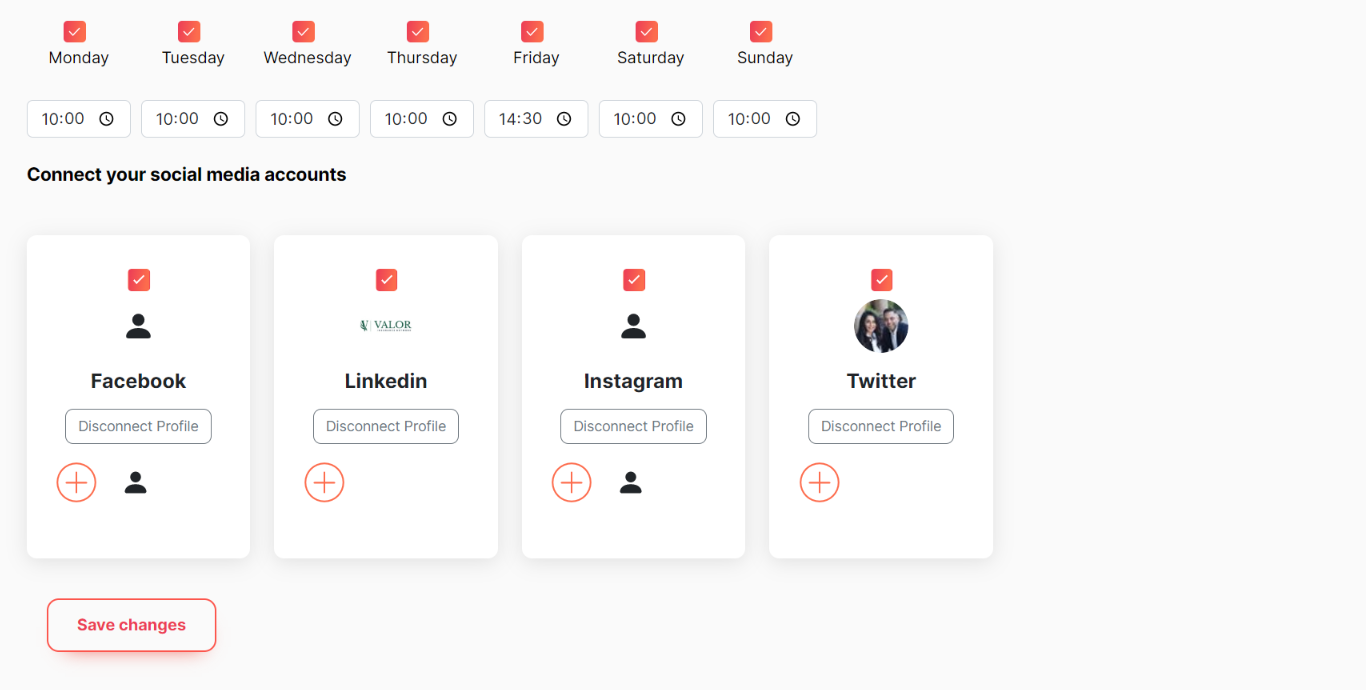 Monday Tuesday Wednesday Thursday Friday Saturday Sunday
10:00 10:00 10:00 10:00 14:30 10:00 10:00
Connect your social media accounts
VALOR
Facebook Linkedin Instagram Twitter
Disconnect Profile Disconnect Profile Disconnect Profile Disconnect Profile
Save changes